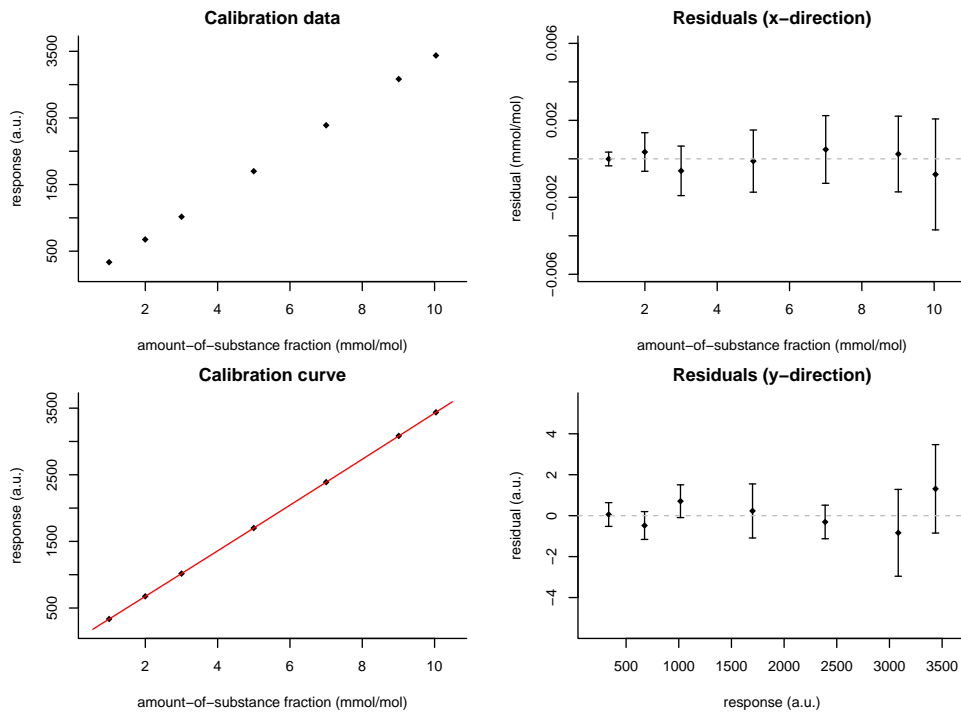 Calibration data
response (a.u.)
3500
2500
1500
500
2 4 6 8 10
amount−of−substance fraction (mmol/mol)
Residuals (x−direction)
residual (mmol/mol)
0.006
0.002
−0.002
−0.006
2 4 6 8 10
amount−of−substance fraction (mmol/mol)
Calibration curve
response (a.u.)
3500
2500
1500
500
2 4 6 8 10
amount−of−substance fraction (mmol/mol)
Residuals (y−direction)
residual (a.u.)
4
2
0
−2
−4
500 1000 1500 2000 2500 3000 3500
response (a.u.)